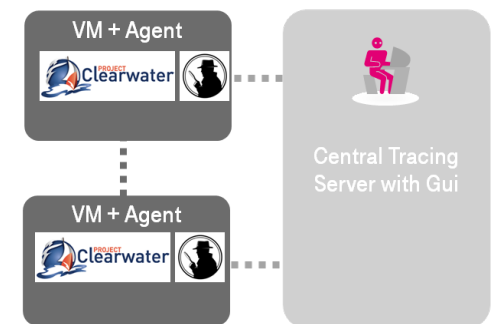 VM + Agent
PROJECT
Clearwater
Central Tracing
Server with Gui
VM + Agent
PROJECT
Clearwater